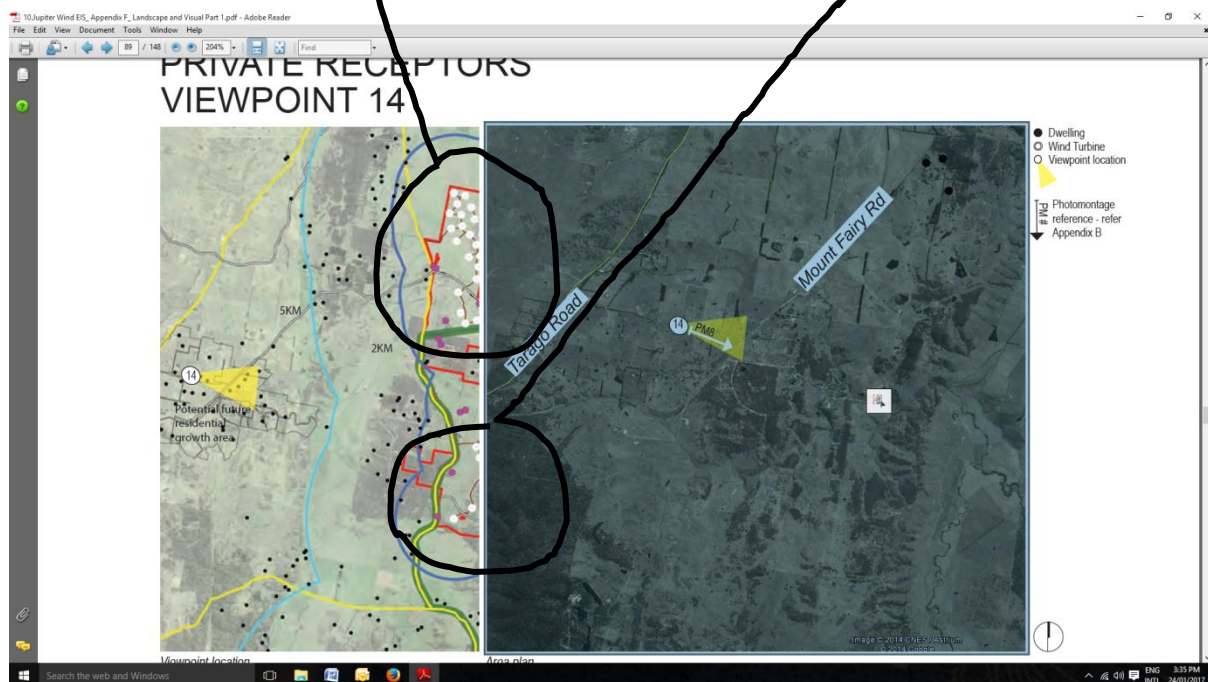 10.Jupiter Wind EIS_ Appendix F_ Landscape and Visual Part 1.pdf - Adobe Reader
File Edit View Document Tools Window Help
89 / 148 204% Find
PRIVATE RECEPTORS
VIEWPOINT 14
Dwelling
Wind Turbine
Viewpoint location
PM #
Photomontage
reference - refer
Appendix B
5KM
2KM
14
Potential future
residential
growth area
Tarago Road
Mount Fairy Rd
14
PM8
Image © 2014 CNES / Astrium
© 2014 Google
Viewpoint location
Area plan
Search the web and Windows
ENG 3:35 PM
INTL 24/01/2017